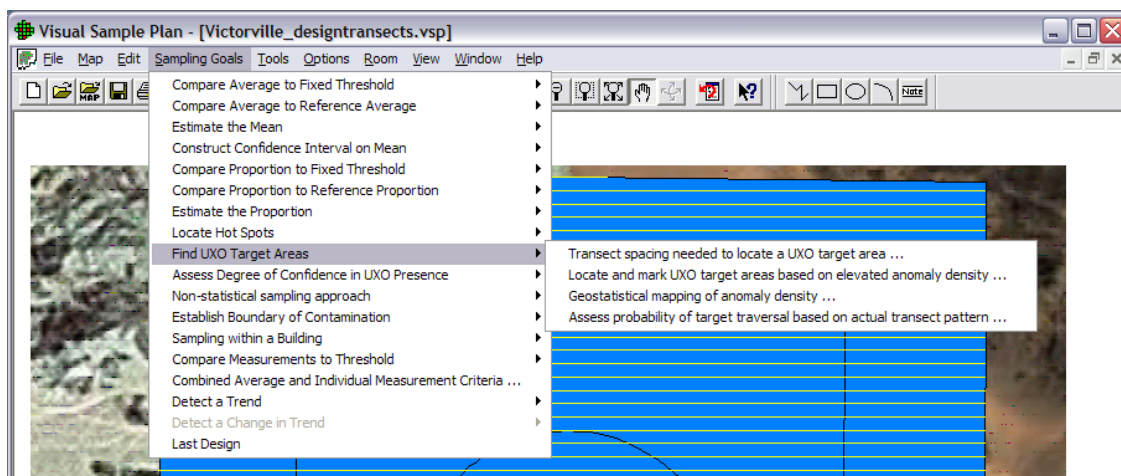 Visual Sample Plan - [Victorville_designtransects.vsp]
File Map Edit Sampling Goals Tools Options Room View Window Help
MAP
Note
Compare Average to Fixed Threshold
Compare Average to Reference Average
Estimate the Mean
Construct Confidence Interval on Mean
Compare Proportion to Fixed Threshold
Compare Proportion to Reference Proportion
Estimate the Proportion
Locate Hot Spots
Find UXO Target Areas
Transect spacing needed to locate a UXO target area ...
Assess Degree of Confidence in UXO Presence
Locate and mark UXO target areas based on elevated anomaly density ...
Non-statistical sampling approach
Geostatistical mapping of anomaly density ...
Establish Boundary of Contamination
Assess probability of target traversal based on actual transect pattern ...
Sampling within a Building
Compare Measurements to Threshold
Combined Average and Individual Measurement Criteria ...
Detect a Trend
Detect a Change in Trend
Last Design